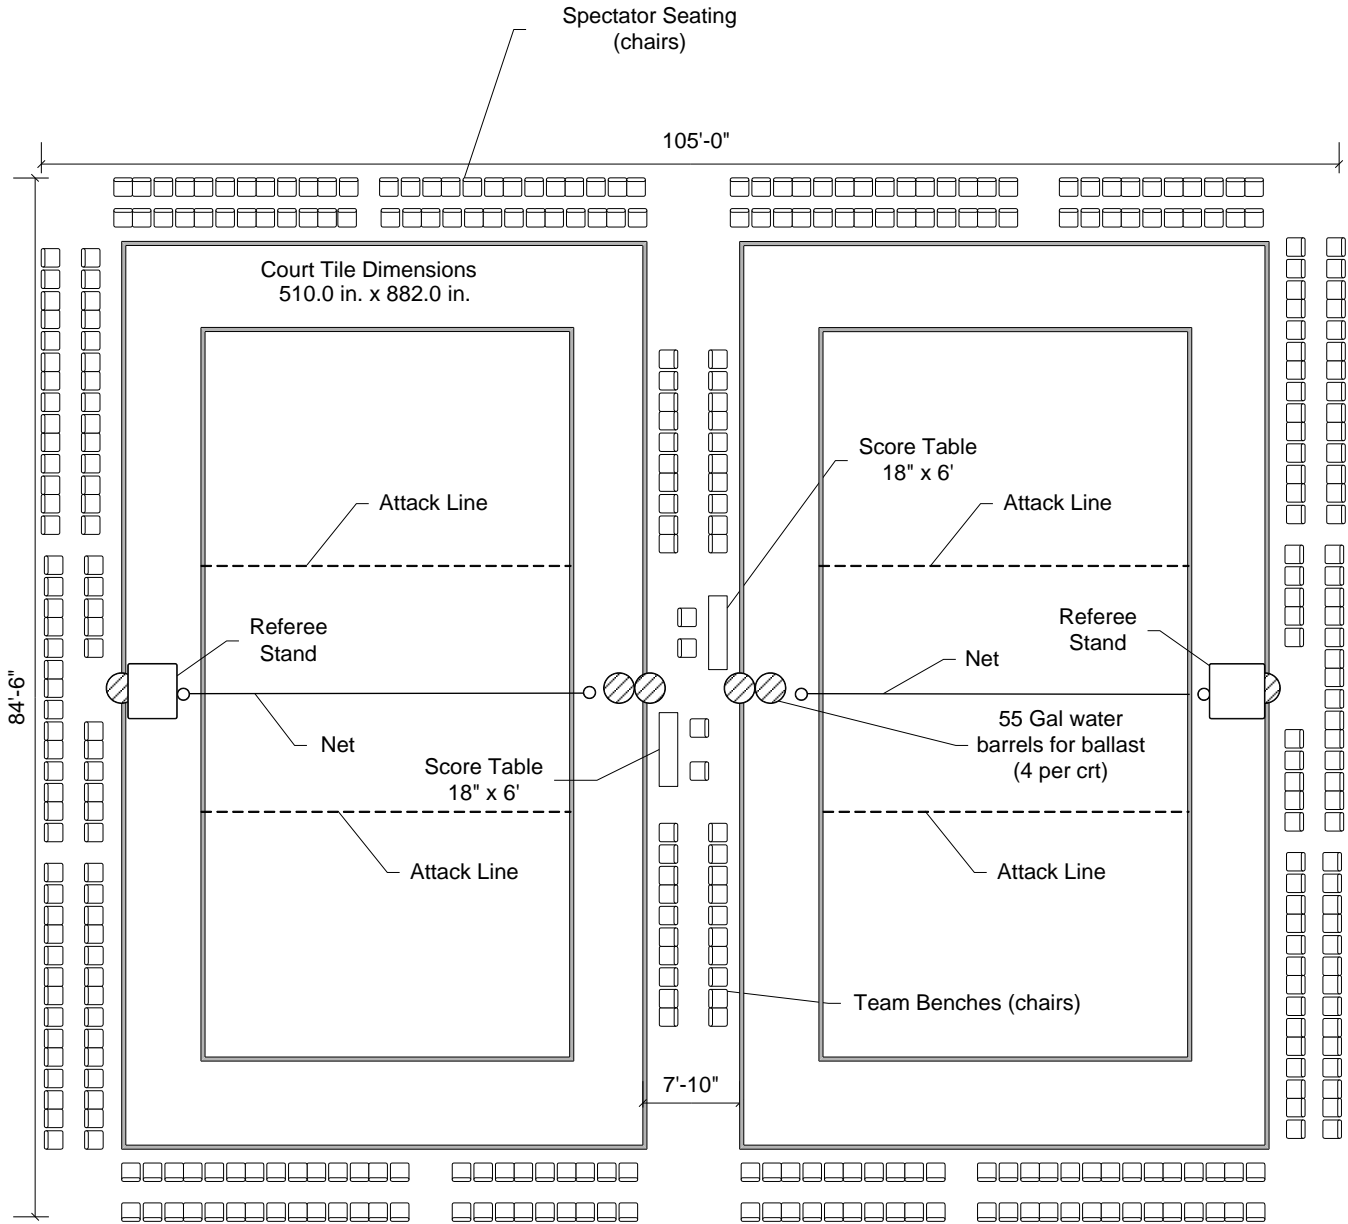 Spectator Seating
(chairs)
105'-0"
Court Tile Dimensions
510.0 in. x 882.0 in.
Score Table
18" x 6'
Attack Line
Attack Line
Referee
Stand
Referee
Stand
Net
84'-6"
Net
55 Gal water
barrels for ballast
(4 per crt)
Score Table
18" x 6'
Attack Line
Attack Line
Team Benches (chairs)
7'-10"